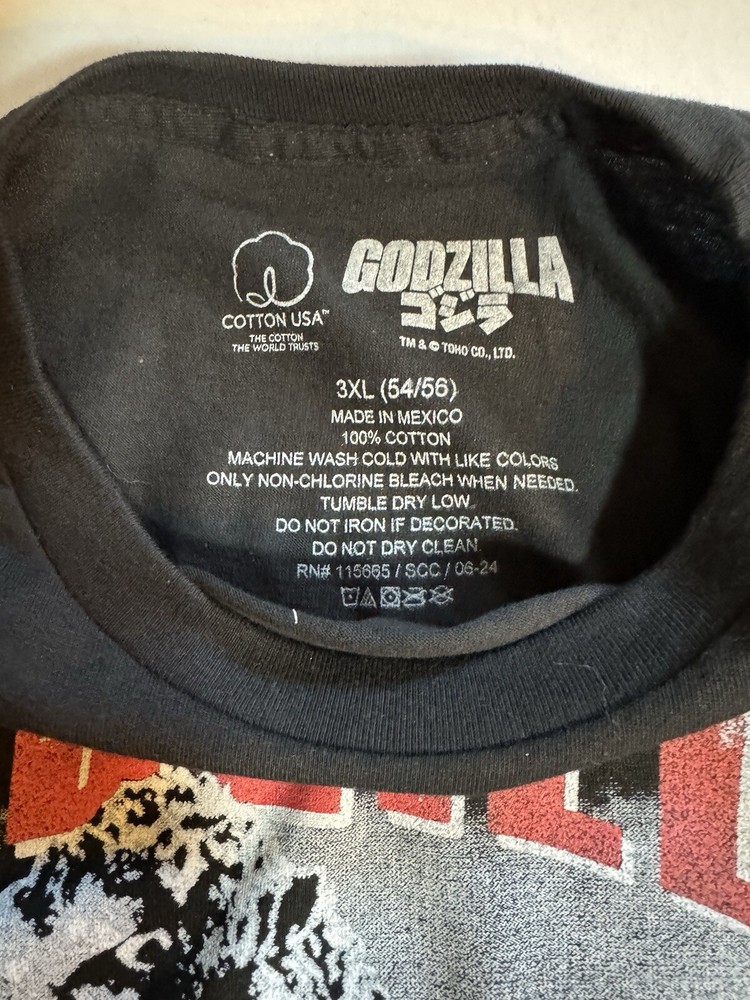 COTTON USA™
THE COTTON
THE WORLD TRUSTS
GODZILLA
ゴジラ
TM & © TOHO CO., LTD.
3XL (54/56)
MADE IN MEXICO
100% COTTON
MACHINE WASH COLD WITH LIKE COLORS
ONLY NON-CHLORINE BLEACH WHEN NEEDED.
TUMBLE DRY LOW.
DO NOT IRON IF DECORATED.
DO NOT DRY CLEAN.
RN# 115665 / SCC / 06-24